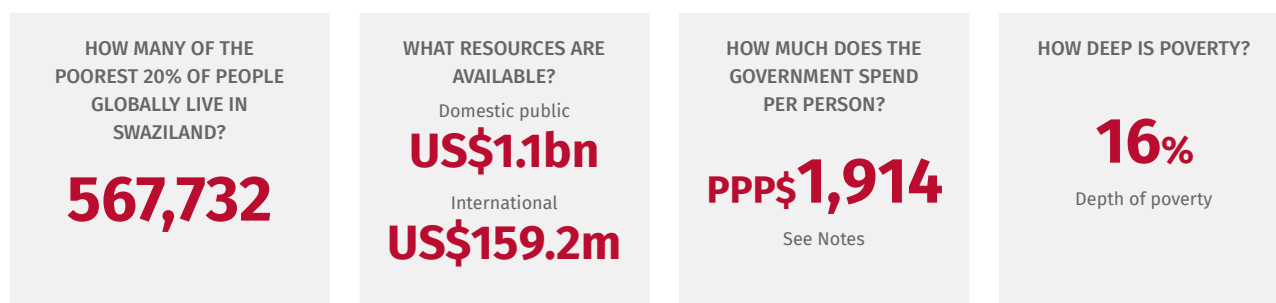 HOW MANY OF THE
POOREST 20% OF PEOPLE
GLOBALLY LIVE IN
SWAZILAND?
567,732
WHAT RESOURCES ARE
AVAILABLE?
Domestic public
US$1.1bn
International
US$159.2m
HOW MUCH DOES THE
GOVERNMENT SPEND
PER PERSON?
PPP$1,914
See Notes
HOW DEEP IS POVERTY?
16%
Depth of poverty